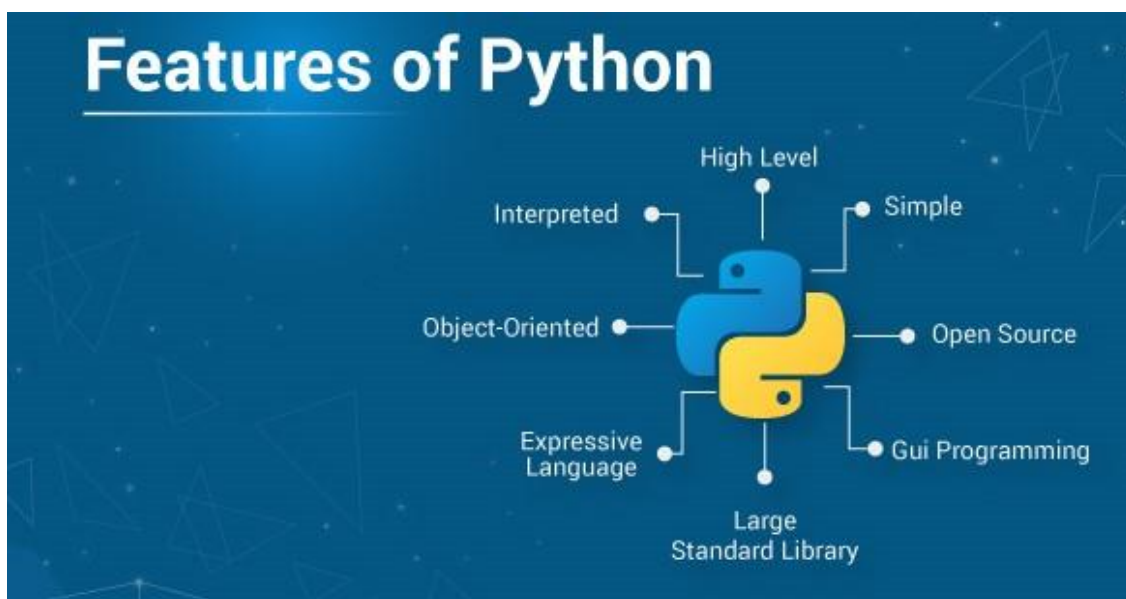 Features of Python
High Level
Interpreted
Simple
Object-Oriented
Open Source
Expressive
Language
Gui Programming
Large
Standard Library